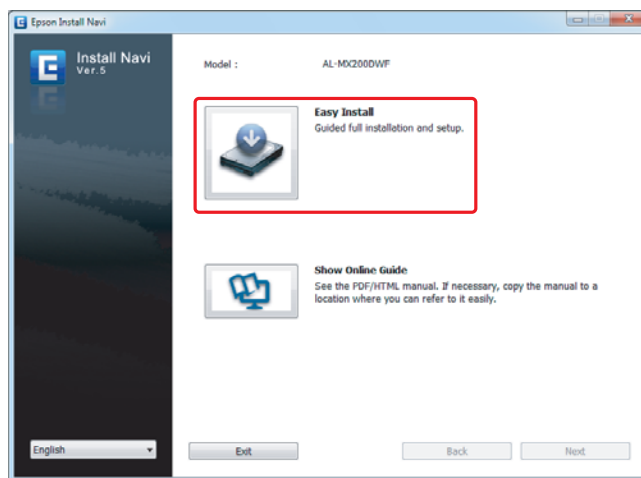 Epson Install Navi
Install Navi
Ver.5
Model :
AL-MX200DWF
Easy Install
Guided full installation and setup.
Show Online Guide
See the PDF/HTML manual. If necessary, copy the manual to a
location where you can refer to it easily.
English
Exit
Back
Next